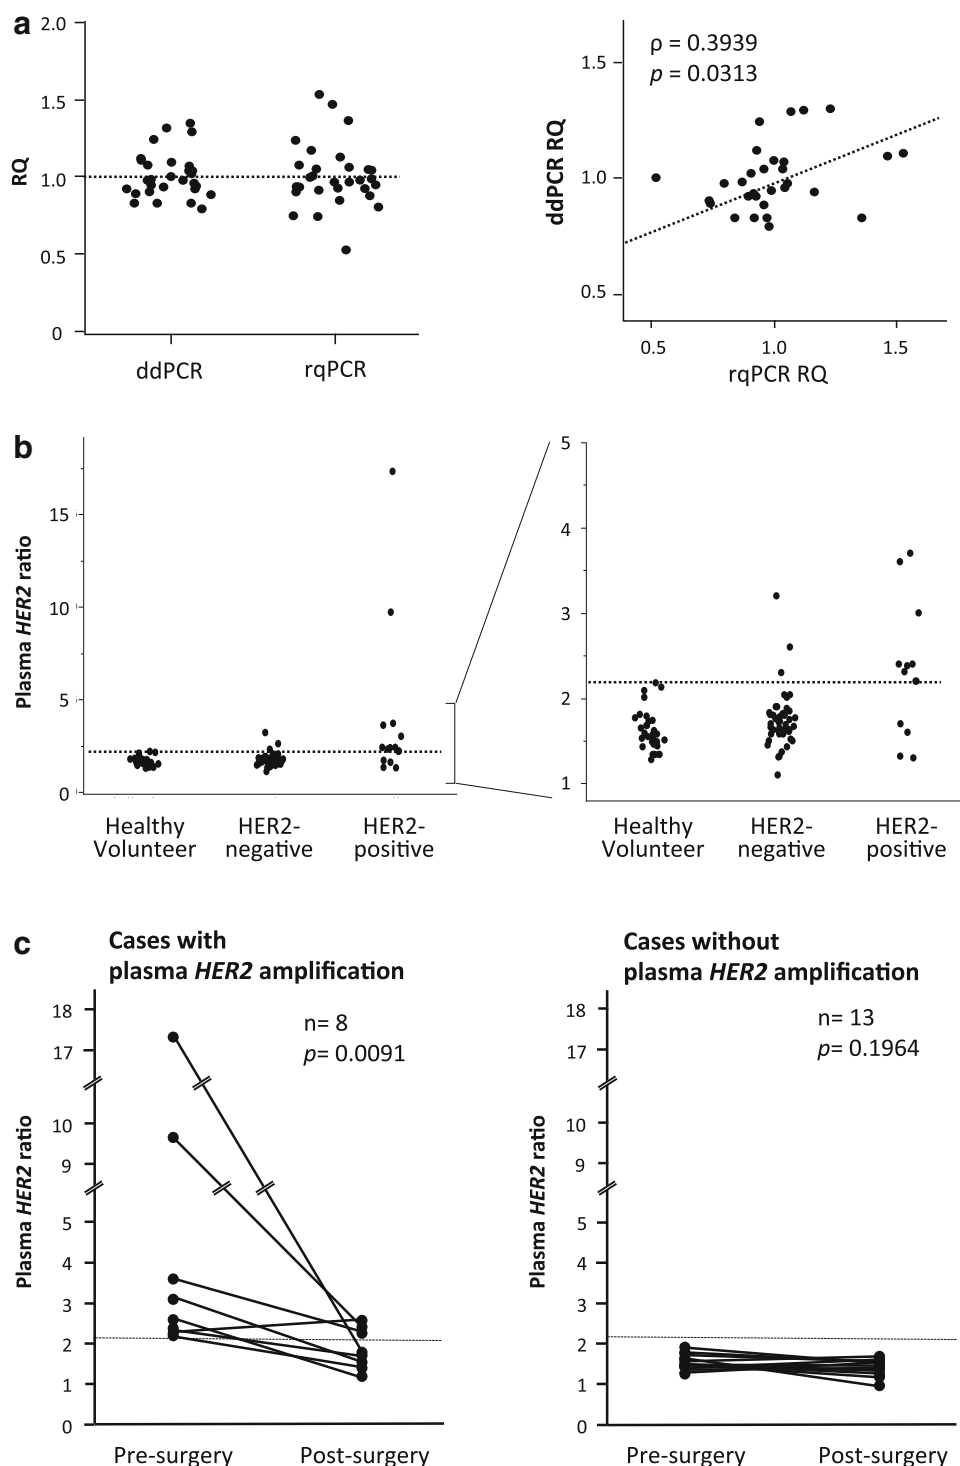 a
2.0
1.5
1.0
0.5
0
RQ
ddPCR rqPCR
ρ = 0.3939
p = 0.0313
1.5
1.0
0.5
ddPCR RQ
0.5 1.0 1.5
rqPCR RQ
b
15
10
5
0
Plasma HER2 ratio
Healthy Volunteer
HER2-negative
HER2-positive
5
4
3
2
1
Healthy Volunteer
HER2-negative
HER2-positive
c
Cases with
plasma HER2 amplification
n= 8
p= 0.0091
18
17
10
9
5
4
3
2
1
0
Plasma HER2 ratio
Pre-surgery Post-surgery
Cases without
plasma HER2 amplification
n= 13
p= 0.1964
18
17
10
9
5
4
3
2
1
0
Plasma HER2 ratio
Pre-surgery Post-surgery